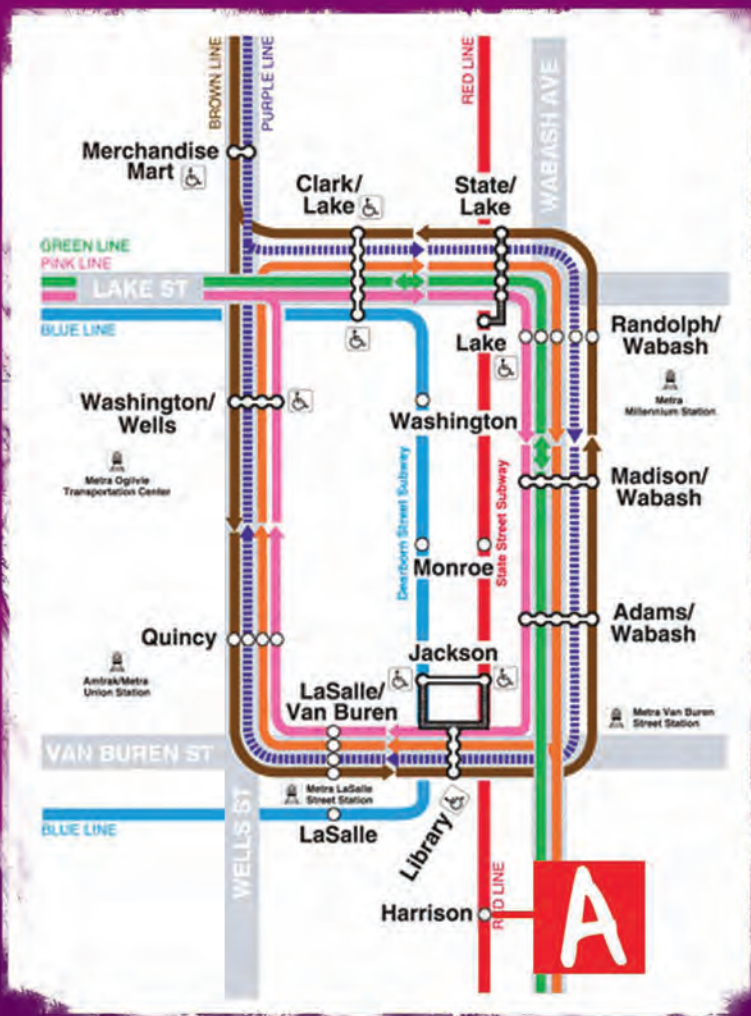 BROWN LINE
PURPLE LINE
RED LINE
WABASH AVE
Merchandise
Mart
Clark/
Lake
State/
Lake
GREEN LINE
PINK LINE
LAKE ST
BLUE LINE
Lake
Randolph/
Wabash
Metra
Millennium Station
Washington/
Wells
Washington
Metra Ogilvie
Transportation Center
Dearborn Street Subway
State Street Subway
Madison/
Wabash
Monroe
Quincy
Adams/
Wabash
Jackson
Amtrak/Metra
Union Station
LaSalle/
Van Buren
Metra Van Buren
Street Station
VAN BUREN ST
Metra LaSalle
Street Station
BLUE LINE
LaSalle
WELLS ST
Library
Harrison
RED LINE
A